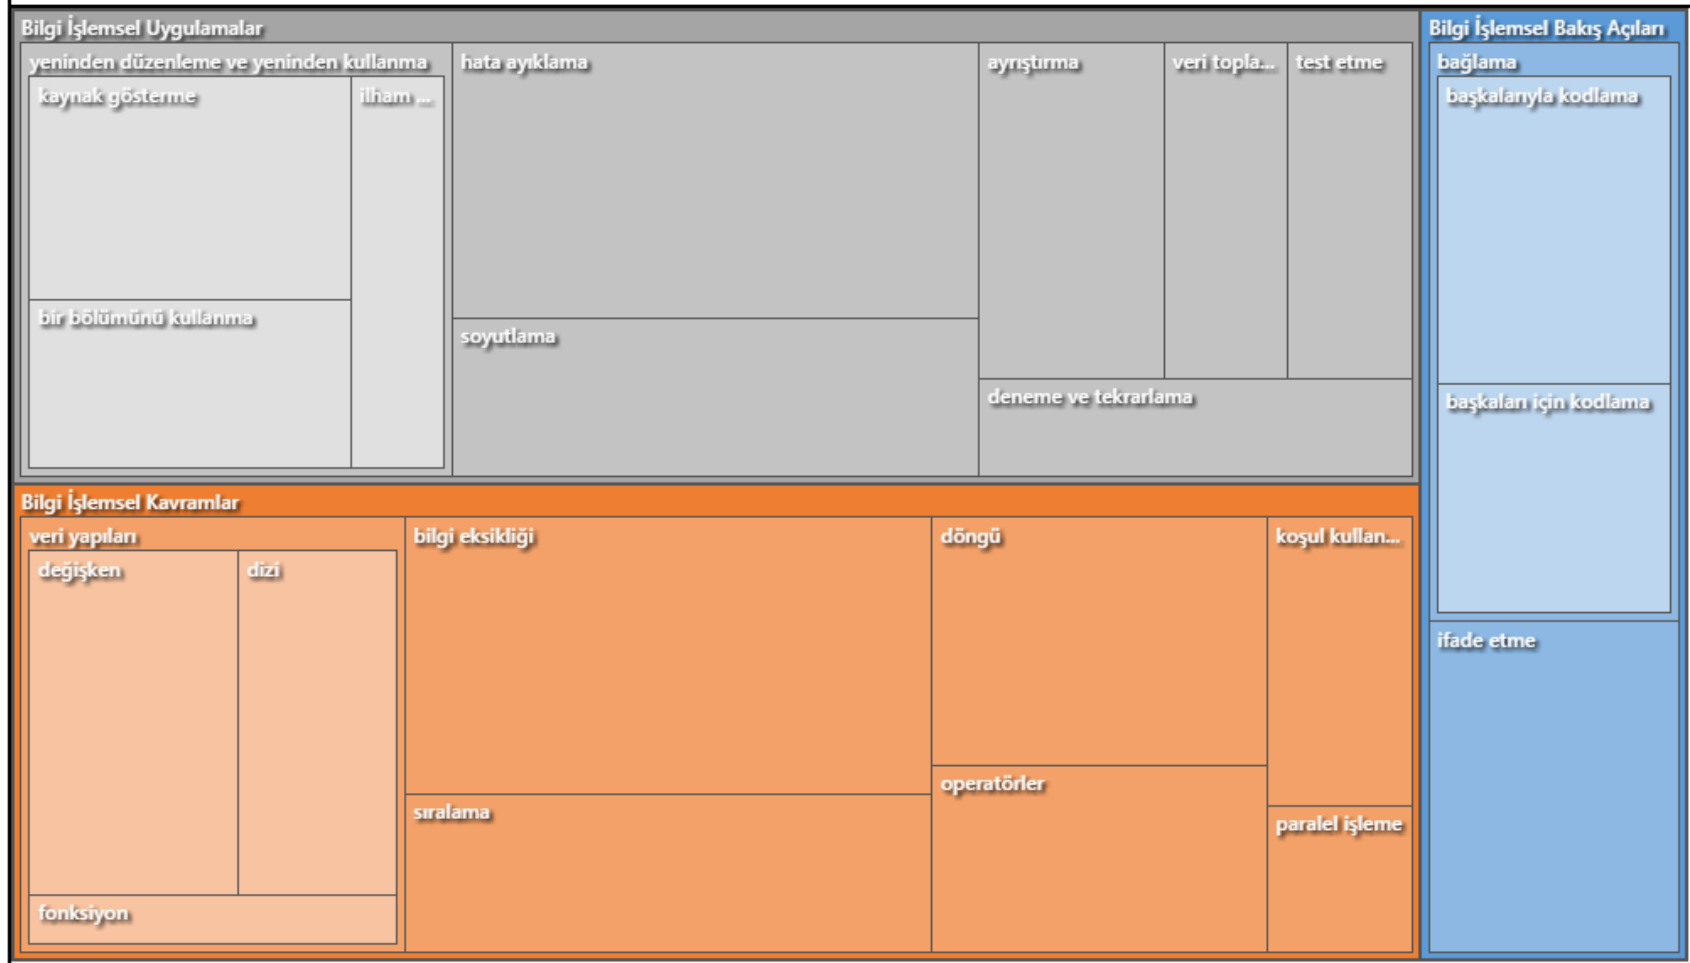 Bilgi İşlemsel Uygulamalar
yeninden düzenleme ve yeninden kullanma
kaynak gösterme
ilham ...
bir bölümünü kullanma
hata ayıklama
soyutlama
ayrıştırma
veri topla...
test etme
deneme ve tekrarlama
Bilgi İşlemsel Kavramlar
veri yapıları
değişken
dizi
fonksiyon
bilgi eksikliği
sıralama
döngü
operatörler
koşul kullan...
paralel işleme
Bilgi İşlemsel Bakış Açıları
bağlama
başkalarıyla kodlama
başkaları için kodlama
ifade etme